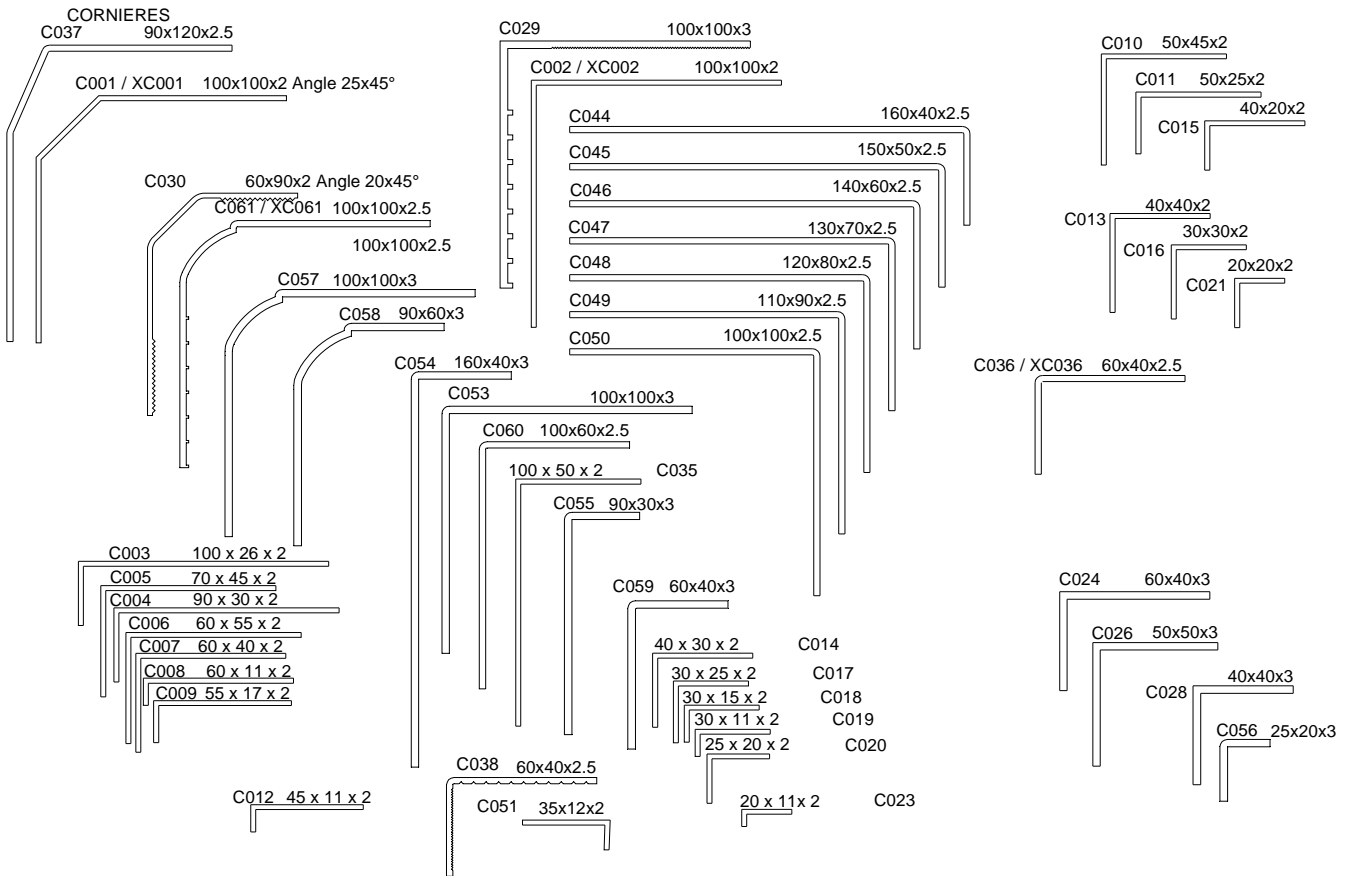 CORNIERES
C037 90x120x2.5
C001 / XC001 100x100x2 Angle 25x45°
C030 60x90x2 Angle 20x45°
C061 / XC061 100x100x2.5
100x100x2.5
C057 100x100x3
C058 90x60x3
C029 100x100x3
C002 / XC002 100x100x2
C044 160x40x2.5
C045 150x50x2.5
C046 140x60x2.5
C047 130x70x2.5
C048 120x80x2.5
C049 110x90x2.5
C050 100x100x2.5
C010 50x45x2
C011 50x25x2
C015 40x20x2
C013 40x40x2
C016 30x30x2
C021 20x20x2
C036 / XC036 60x40x2.5
C054 160x40x3
C053 100x100x3
C060 100x60x2.5
100 x 50 x 2 C035
C055 90x30x3
C003 100 x 26 x 2
C005 70 x 45 x 2
C004 90 x 30 x 2
C006 60 x 55 x 2
C007 60 x 40 x 2
C008 60 x 11 x 2
C009 55 x 17 x 2
C059 60x40x3
40 x 30 x 2 C014
30 x 25 x 2 C017
30 x 15 x 2 C018
30 x 11 x 2 C019
25 x 20 x 2 C020
C024 60x40x3
C026 50x50x3
C028 40x40x3
C056 25x20x3
C012 45 x 11 x 2
C038 60x40x2.5
C051 35x12x2
20 x 11x 2 C023